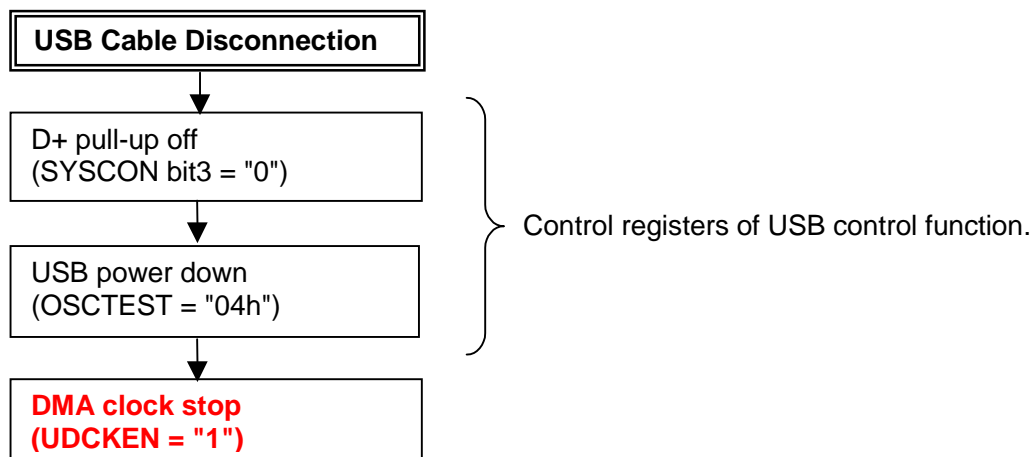 USB Cable Disconnection
D+ pull-up off
(SYSCON bit3 = "0")
Control registers of USB control function.
USB power down
(OSCTEST = "04h")
DMA clock stop
(UDCKEN = "1")